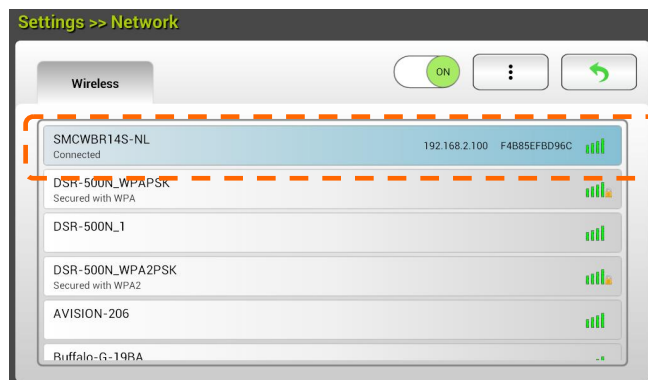 Settings >> Network
Wireless
ON
SMCWBR14S-NL
Connected
192.168.2.100 F4B85EFBD96C
DSR-500N_WPAPSK
Secured with WPA
DSR-500N_1
DSR-500N_WPA2PSK
Secured with WPA2
AVISION-206
Buffalo-G-19BA